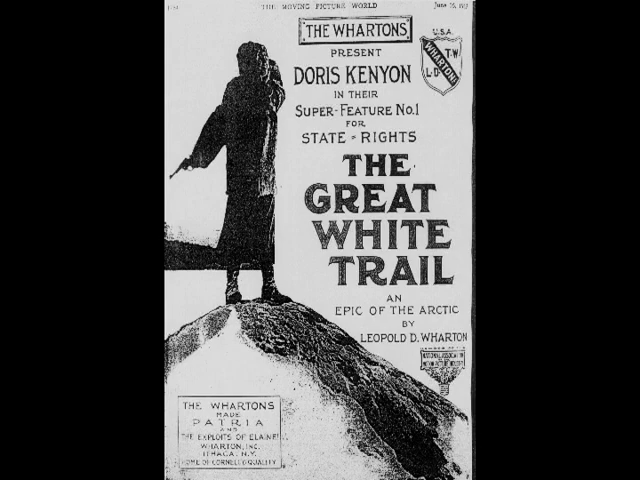 THE MOVING PICTURE WORLD
THE WHARTONS
PRESENT
DORIS KENYON
IN THEIR
SUPER-FEATURE NO.1
FOR
STATE = RIGHTS
U.S.A.
T.W.
WHARTON
L.D.
THE
GREAT
WHITE
TRAIL
AN
EPIC OF THE ARCTIC
BY
LEOPOLD D. WHARTON
THE WHARTONS
MADE
PATRIA
AND
THE EXPLOITS OF ELAINE
WHARTON, INC.
ITHACA, N.Y.
HOME OF CORNELL & QUALITY